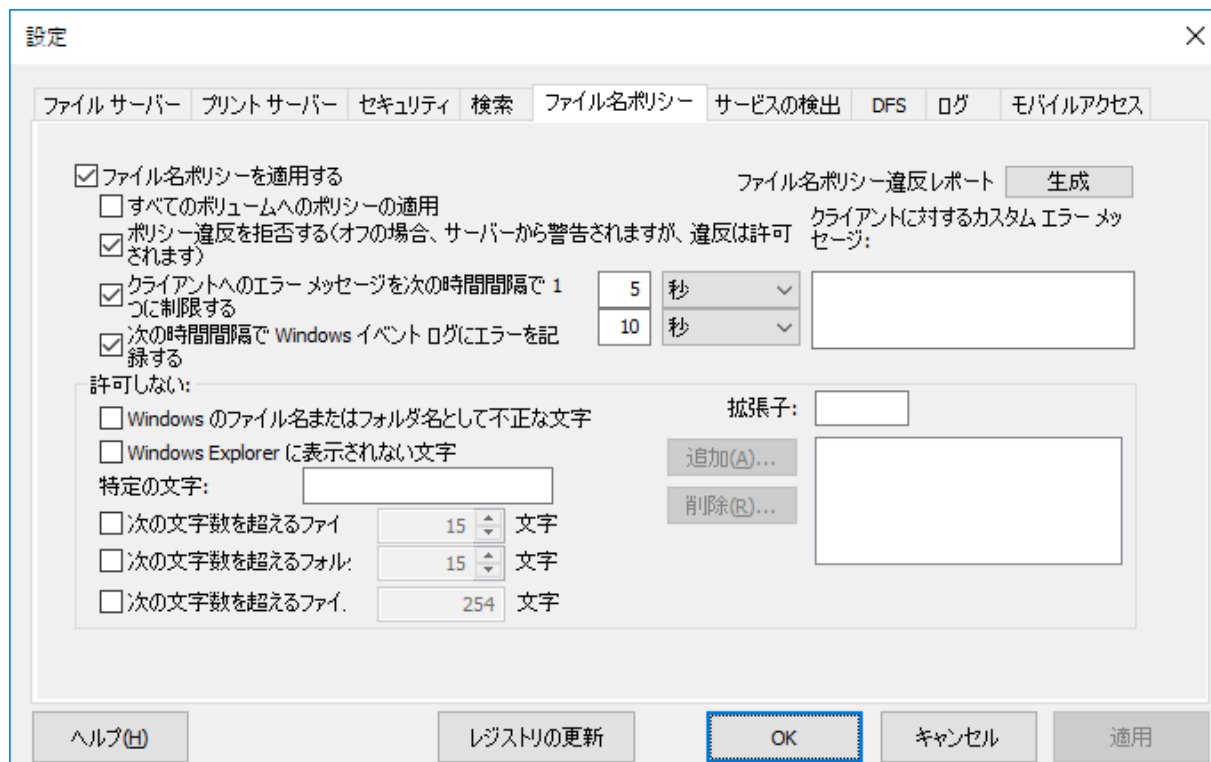 設定
ファイル サーバー プリント サーバー セキュリティ 検索 ファイル名ポリシー サービスの検出 DFS ログ モバイルアクセス
ファイル名ポリシーを適用する
ファイル名ポリシー違反レポート 生成
すべてのボリュームへのポリシーの適用
ポリシー違反を拒否する(オフの場合、サーバーから警告されますが、違反は許可
されます)
クライアントに対するカスタム エラー メッ
セージ:
クライアントへのエラー メッセージを次の時間間隔で 1
つに制限する
5 秒
次の時間間隔で Windows イベント ログにエラーを記
録する
10 秒
許可しない:
Windows のファイル名またはフォルダ名として不正な文字
拡張子:
Windows Explorer に表示されない文字
追加(A)...
特定の文字:
削除(R)...
次の文字数を超えるファイ 15 文字
次の文字数を超えるフォル 15 文字
次の文字数を超えるファイ 254 文字
ヘルプ(H) レジストリの更新 OK キャンセル 適用